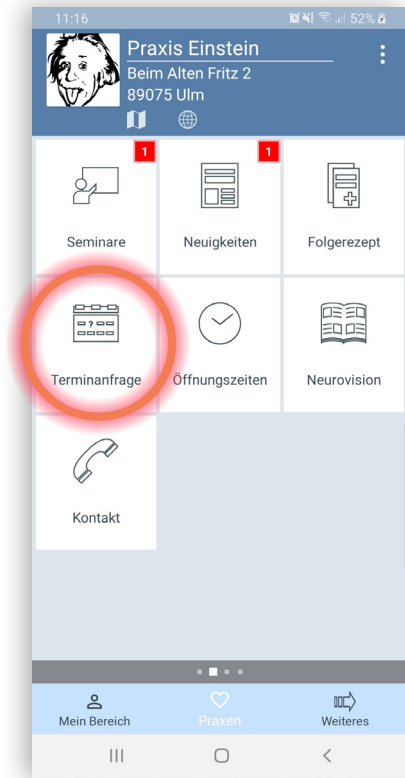 11:16
52%
Praxis Einstein
Beim Alten Fritz 2
89075 Ulm
1
1
Seminare
Neuigkeiten
Folgerezept
?
Terminanfrage
Öffnungszeiten
Neurovision
Kontakt
Mein Bereich
Praxen
Weiteres